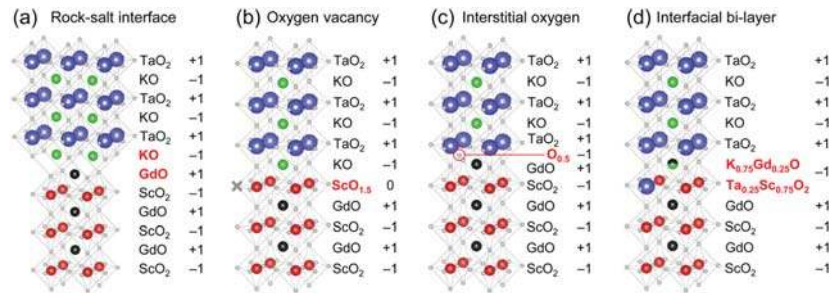 (a) Rock-salt interface
TaO₂ +1
KO −1
TaO₂ +1
KO −1
TaO₂ +1
KO −1
GdO +1
ScO₂ −1
GdO +1
ScO₂ −1
GdO +1
ScO₂ −1
(b) Oxygen vacancy
TaO₂ +1
KO −1
TaO₂ +1
KO −1
TaO₂ +1
KO −1
ScO₁.₅ 0
GdO +1
ScO₂ −1
GdO +1
ScO₂ −1
(c) Interstitial oxygen
TaO₂ +1
KO −1
TaO₂ +1
KO −1
TaO₂ +1
O₀.₅ −1
GdO +1
ScO₂ −1
GdO +1
ScO₂ −1
GdO +1
ScO₂ −1
(d) Interfacial bi-layer
TaO₂ +1
KO −1
TaO₂ +1
KO −1
TaO₂ +1
K₀.₇₅Gd₀.₂₅O
−1
Ta₀.₂₅Sc₀.₇₅O₂
GdO +1
ScO₂ −1
GdO +1
ScO₂ −1